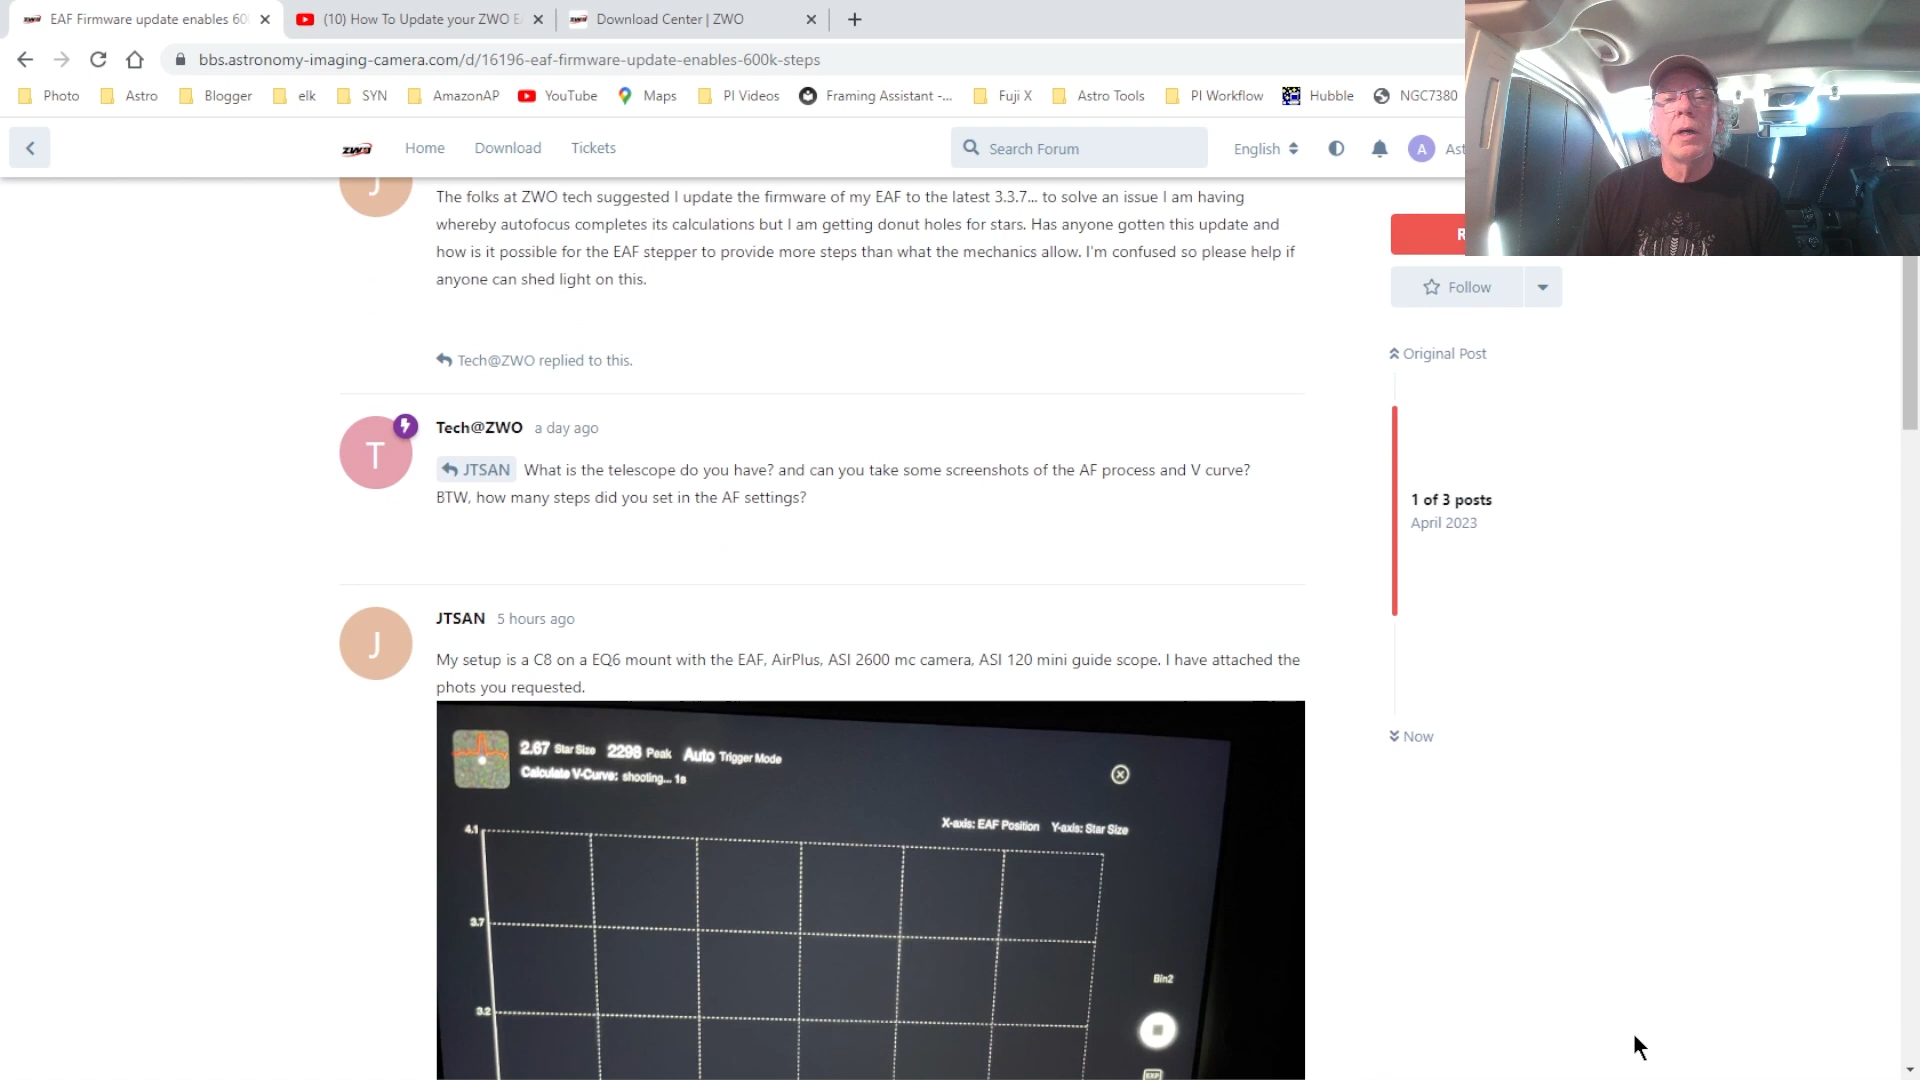 EAF Firmware update enables 60
(10) How To Update your ZWO E
Download Center | ZWO
bbs.astronomy-imaging-camera.com/d/16196-eaf-firmware-update-enables-600k-steps
Photo
Astro
Blogger
elk
SYN
AmazonAP
YouTube
Maps
PI Videos
Framing Assistant -...
Fuji X
Astro Tools
PI Workflow
Hubble
NGC7380
ZWO
Home
Download
Tickets
Search Forum
English
A
Ast
J
The folks at ZWO tech suggested I update the firmware of my EAF to the latest 3.3.7... to solve an issue I am having
whereby autofocus completes its calculations but I am getting donut holes for stars. Has anyone gotten this update and
how is it possible for the EAF stepper to provide more steps than what the mechanics allow. I'm confused so please help if
anyone can shed light on this.
R
Follow
Original Post
Tech@ZWO replied to this.
T
Tech@ZWO a day ago
JTSAN What is the telescope do you have? and can you take some screenshots of the AF process and V curve?
BTW, how many steps did you set in the AF settings?
1 of 3 posts
April 2023
J
JTSAN 5 hours ago
My setup is a C8 on a EQ6 mount with the EAF, AirPlus, ASI 2600 mc camera, ASI 120 mini guide scope. I have attached the
phots you requested.
Now
2.67 Star Size 2298 Peak Auto Trigger Mode
Calculate V-Curve: shooting... 1s
X-axis: EAF Position Y-axis: Star Size
4.1
3.7
3.2
Bin2
EXP